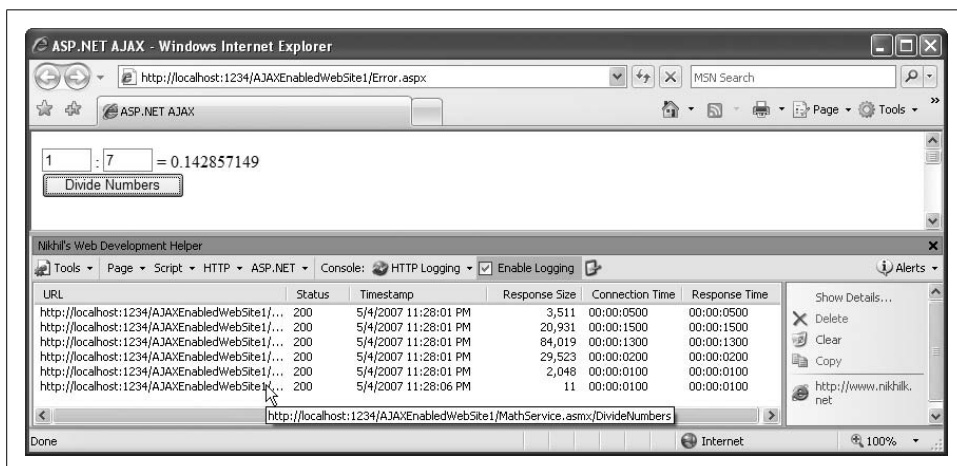 ASP.NET AJAX - Windows Internet Explorer
http://localhost:1234/AJAXEnabledWebSite1/Error.aspx
MSN Search
ASP.NET AJAX
Page
Tools
»
1 : 7 = 0.142857149
Divide Numbers
Nikhil's Web Development Helper
Tools Page Script HTTP ASP.NET Console: HTTP Logging Enable Logging Alerts
URL Status Timestamp Response Size Connection Time Response Time
http://localhost:1234/AJAXEnabledWebSite1/... 200 5/4/2007 11:28:01 PM 3,511 00:00:0500 00:00:0500
http://localhost:1234/AJAXEnabledWebSite1/... 200 5/4/2007 11:28:01 PM 20,931 00:00:1500 00:00:1500
http://localhost:1234/AJAXEnabledWebSite1/... 200 5/4/2007 11:28:01 PM 84,019 00:00:1300 00:00:1300
http://localhost:1234/AJAXEnabledWebSite1/... 200 5/4/2007 11:28:01 PM 29,523 00:00:0200 00:00:0200
http://localhost:1234/AJAXEnabledWebSite1/... 200 5/4/2007 11:28:01 PM 2,048 00:00:0100 00:00:0100
http://localhost:1234/AJAXEnabledWebSite1/... 200 5/4/2007 11:28:06 PM 11 00:00:0100 00:00:0100
http://localhost:1234/AJAXEnabledWebSite1/MathService.asmx/DivideNumbers
Show Details...
Delete
Clear
Copy
http://www.nikhilk.
net
Done
Internet
100%